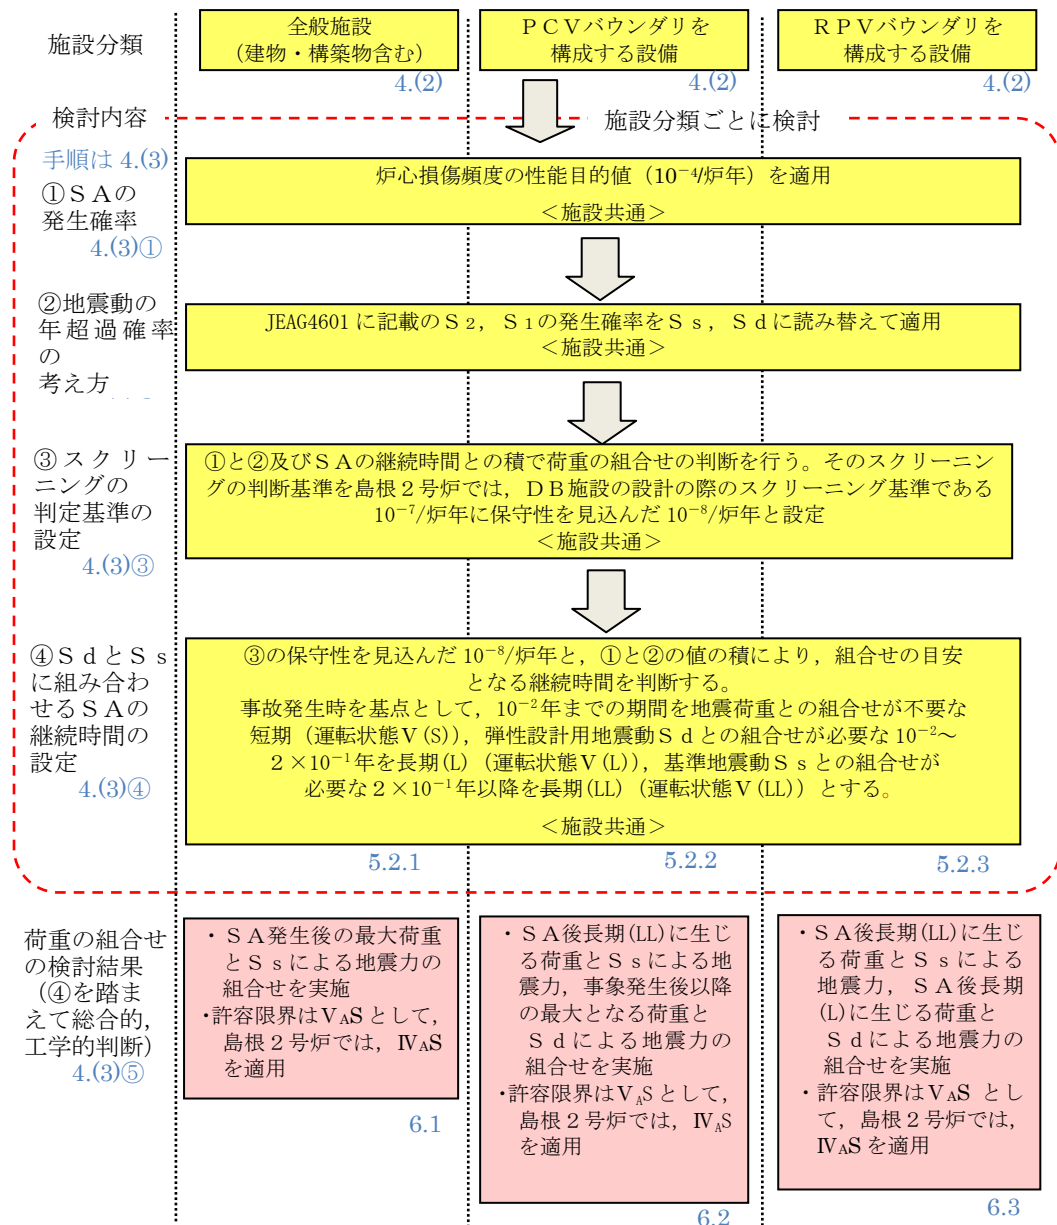 施設分類
全般施設
(建物・構築物含む)
4.(2)
ＰＣＶバウンダリを
構成する設備
4.(2)
ＲＰＶバウンダリを
構成する設備
4.(2)
検討内容
施設分類ごとに検討
手順は 4.(3)
①ＳＡの
発生確率
4.(3)①
炉心損傷頻度の性能目的値（10⁻⁴/炉年）を適用
＜施設共通＞
②地震動の
年超過確率
の
考え方
JEAG4601 に記載のＳ₂，Ｓ₁の発生確率をＳｓ，Ｓｄに読み替えて適用
＜施設共通＞
③スクリー
ニングの
判定基準の
設定
4.(3)③
①と②及びＳＡの継続時間との積で荷重の組合せの判断を行う。そのスクリーニン
グの判断基準を島根２号炉では，ＤＢ施設の設計の際のスクリーニング基準である
10⁻⁷/炉年に保守性を見込んだ 10⁻⁸/炉年と設定
＜施設共通＞
④ＳｄとＳｓ
に組み合わ
せるＳＡの
継続時間の
設定
4.(3)④
③の保守性を見込んだ 10⁻⁸/炉年と，①と②の値の積により，組合せの目安
となる継続時間を判断する。
事故発生時を基点として，10⁻²年までの期間を地震荷重との組合せが不要な
短期（運転状態Ⅴ(S)），弾性設計用地震動Ｓｄとの組合せが必要な 10⁻²～
２×10⁻¹年を長期(L)（運転状態Ⅴ(L)），基準地震動Ｓｓとの組合せが
必要な２×10⁻¹年以降を長期(LL)（運転状態Ⅴ(LL)）とする。
＜施設共通＞
5.2.1
5.2.2
5.2.3
荷重の組合せ
の検討結果
（④を踏ま
えて総合的，
工学的判断）
4.(3)⑤
・ＳＡ発生後の最大荷重
とＳｓによる地震力の
組合せを実施
・許容限界はⅤAＳとして，
島根２号炉では，ⅣAＳ
を適用
6.1
・ＳＡ後長期(LL)に生じ
る荷重とＳｓによる地
震力，事象発生後以降
の最大となる荷重と
Ｓｄによる地震力の
組合せを実施
・許容限界はⅤAＳとして，
島根２号炉では，ⅣAＳ
を適用
6.2
・ＳＡ後長期(LL)に生じ
る荷重とＳｓによる
地震力，ＳＡ後長期
(L)に生じる荷重と
Ｓｄによる地震力の
組合せを実施
・許容限界はⅤAＳ とし
て，島根２号炉では，
ⅣAＳを適用
6.3